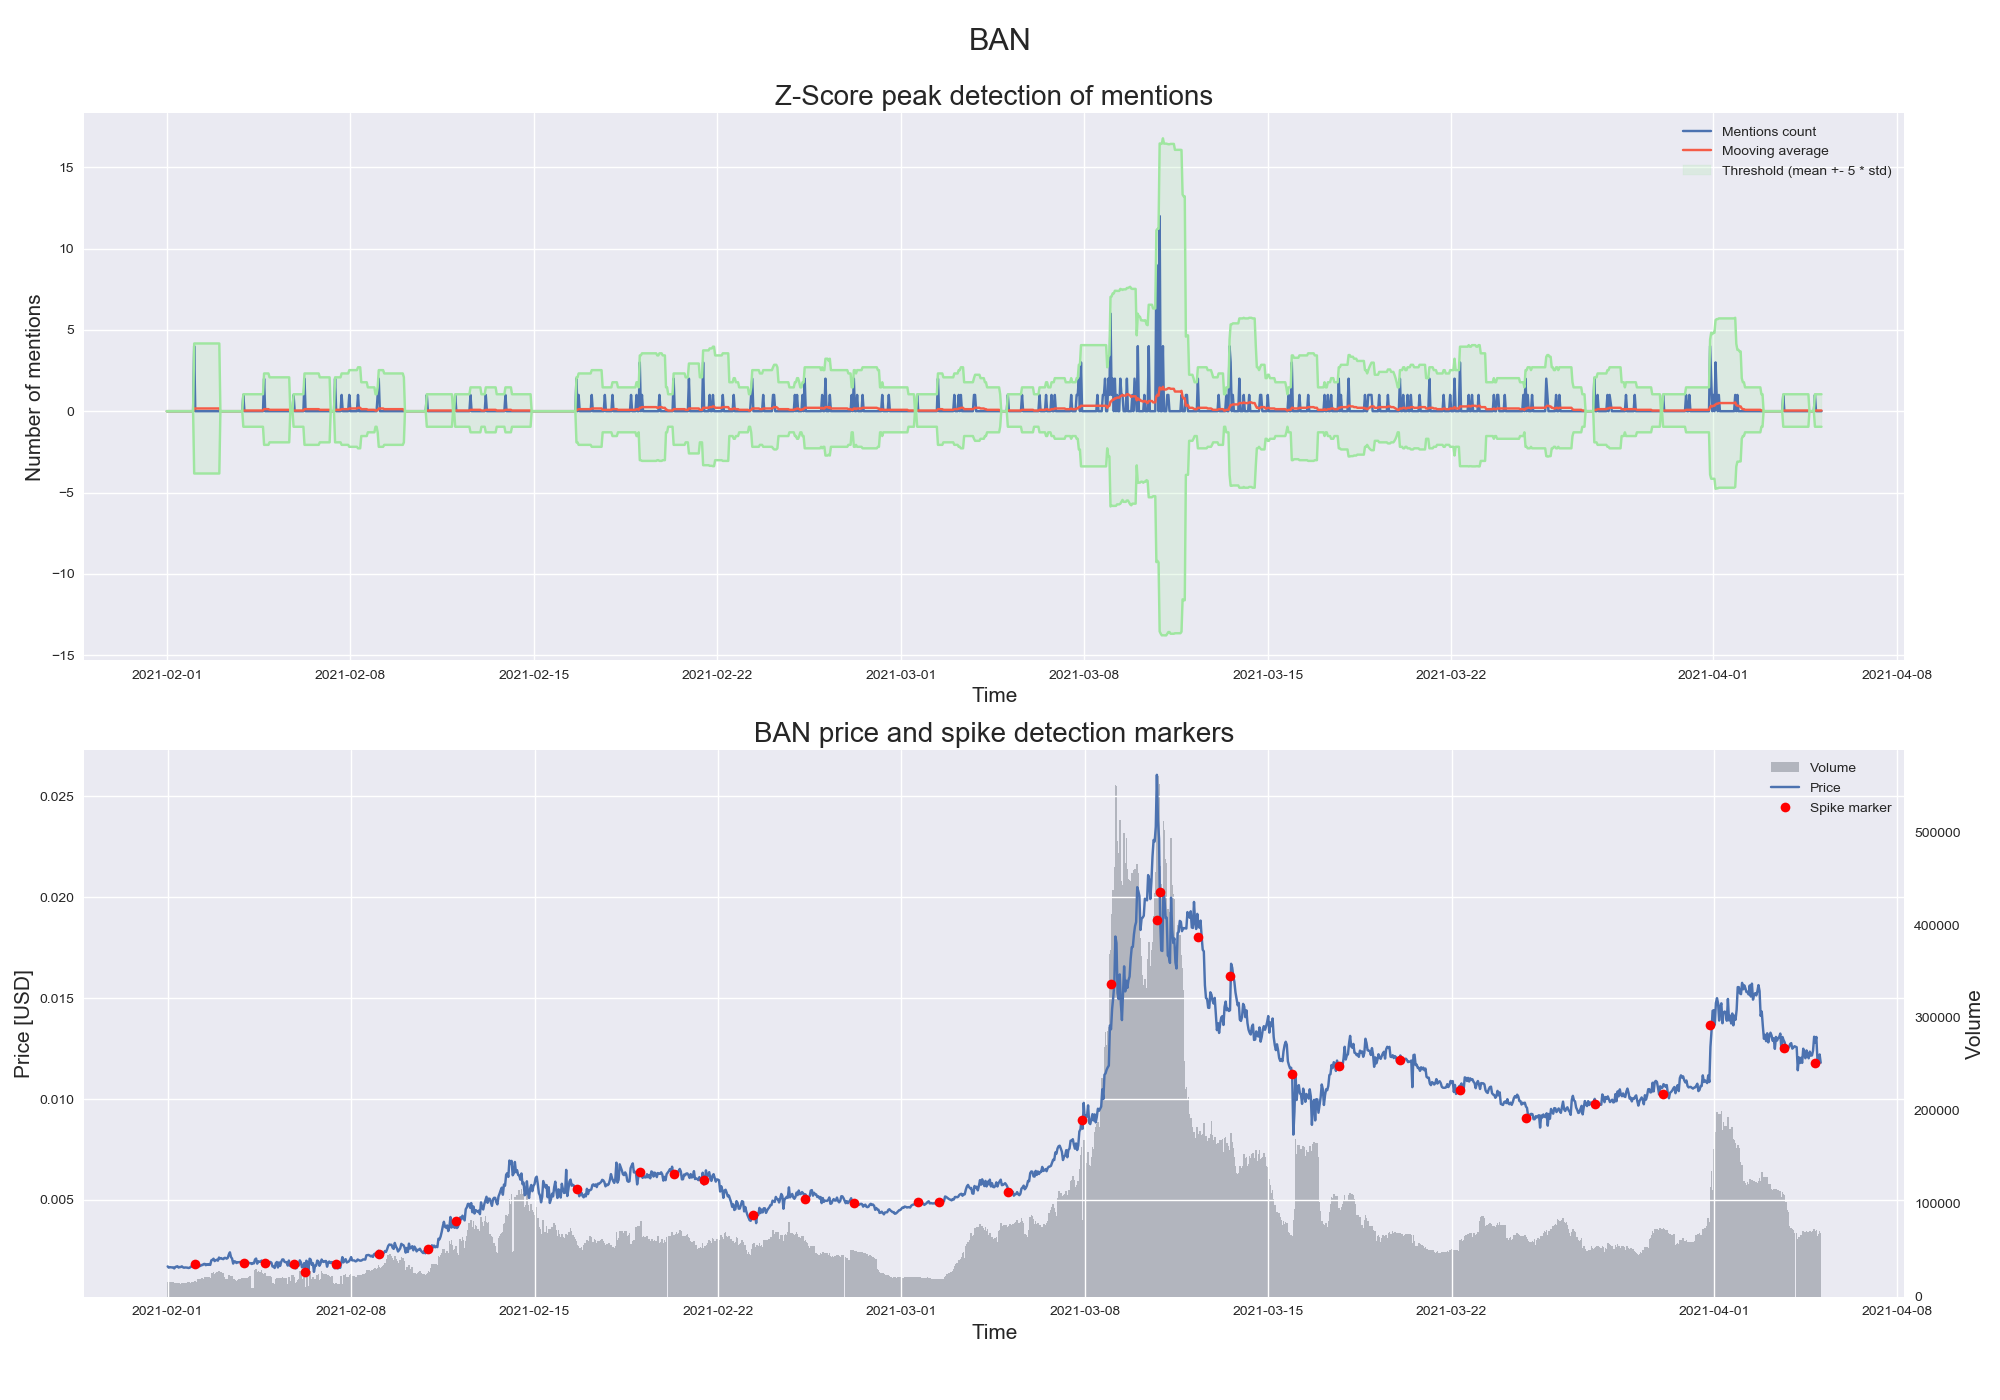 BAN
Z-Score peak detection of mentions
Mentions count
Mooving average
Threshold (mean +- 5 * std)
Number of mentions
15
10
5
0
−5
−10
−15
2021-02-01 2021-02-08 2021-02-15 2021-02-22 2021-03-01 2021-03-08 2021-03-15 2021-03-22 2021-04-01 2021-04-08
Time
BAN price and spike detection markers
Volume
Price
Spike marker
Price [USD]
0.025
0.020
0.015
0.010
0.005
500000
400000
300000
200000
100000
0
Volume
2021-02-01 2021-02-08 2021-02-15 2021-02-22 2021-03-01 2021-03-08 2021-03-15 2021-03-22 2021-04-01 2021-04-08
Time